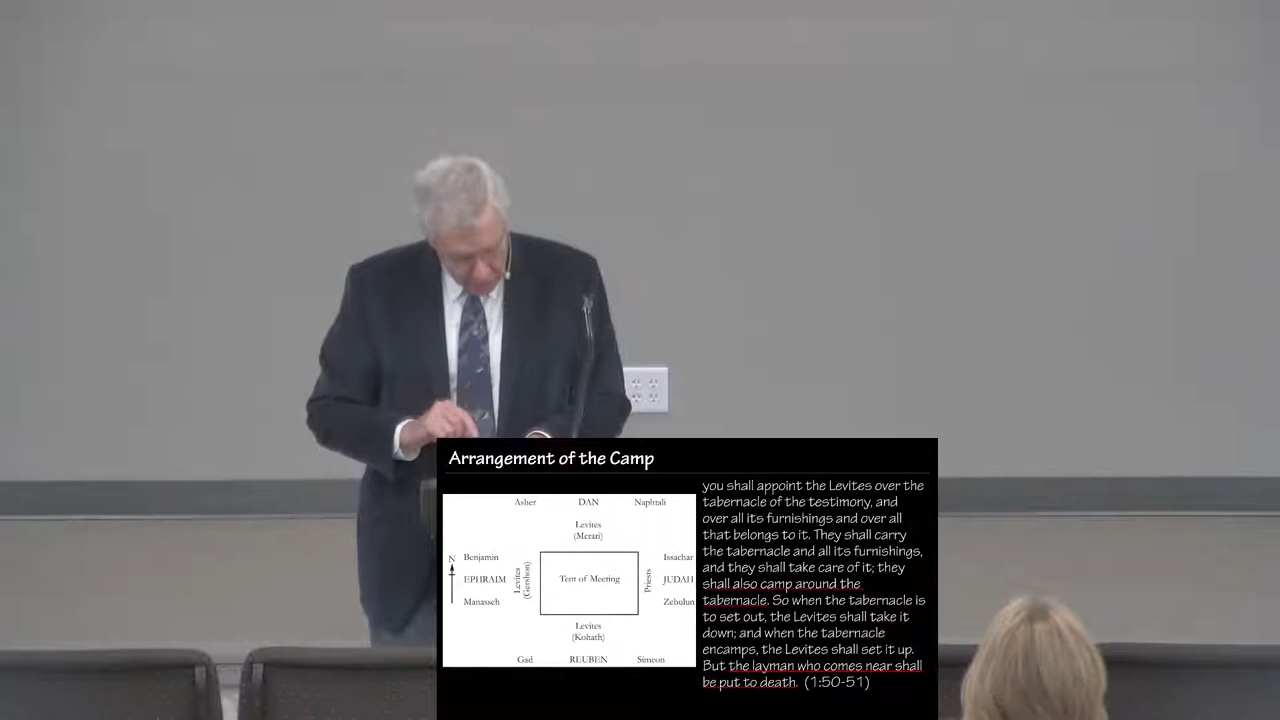 Arrangement of the Camp
Asher DAN Naphtali
Levites
(Merari)
N
Benjamin
EPHRAIM
Manasseh
Levites
(Gershon)
Tent of Meeting
Priests
Issachar
JUDAH
Zebulun
Levites
(Kohath)
Gad REUBEN Simeon
you shall appoint the Levites over the
tabernacle of the testimony, and
over all its furnishings and over all
that belongs to it. They shall carry
the tabernacle and all its furnishings,
and they shall take care of it; they
shall also camp around the
tabernacle. So when the tabernacle is
to set out, the Levites shall take it
down; and when the tabernacle
encamps, the Levites shall set it up.
But the layman who comes near shall
be put to death. (1:50-51)